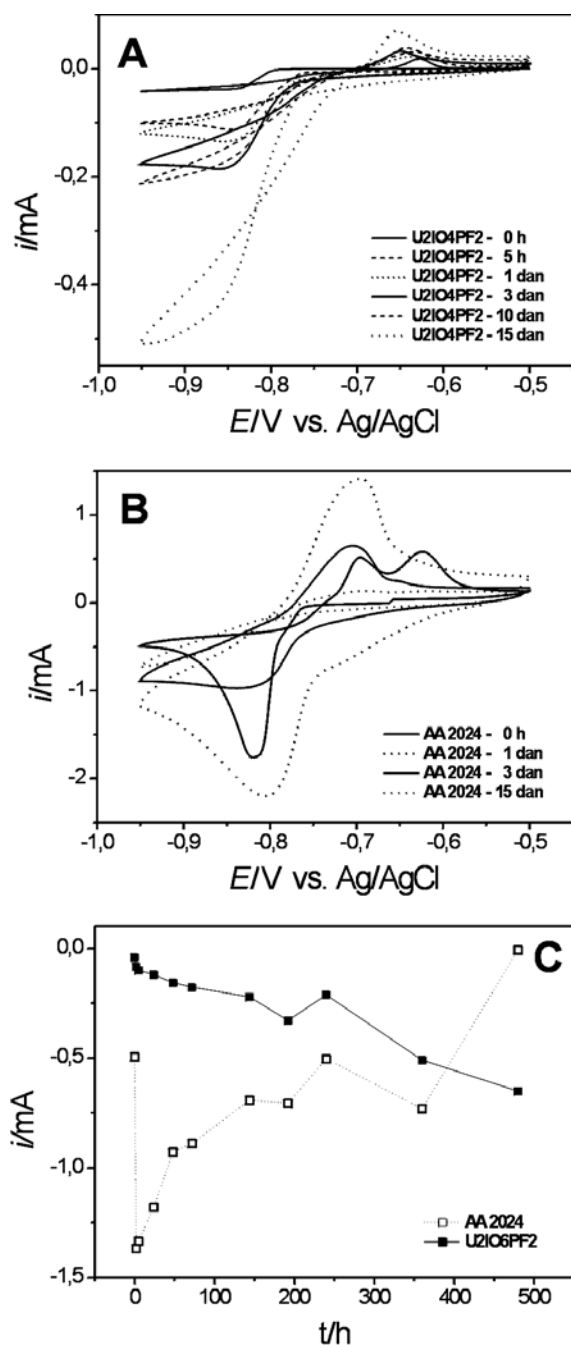 A
0,0
-0,2
-0,4
i/mA
U2IO4PF2 - 0 h
U2IO4PF2 - 5 h
U2IO4PF2 - 1 dan
U2IO4PF2 - 3 dan
U2IO4PF2 - 10 dan
U2IO4PF2 - 15 dan
-1,0 -0,9 -0,8 -0,7 -0,6 -0,5
E/V vs. Ag/AgCl
B
1
0
-1
-2
i/mA
AA 2024 - 0 h
AA 2024 - 1 dan
AA 2024 - 3 dan
AA 2024 - 15 dan
-1,0 -0,9 -0,8 -0,7 -0,6 -0,5
E/V vs. Ag/AgCl
C
0,0
-0,5
-1,0
-1,5
i/mA
AA 2024
U2IO6PF2
0 100 200 300 400 500
t/h